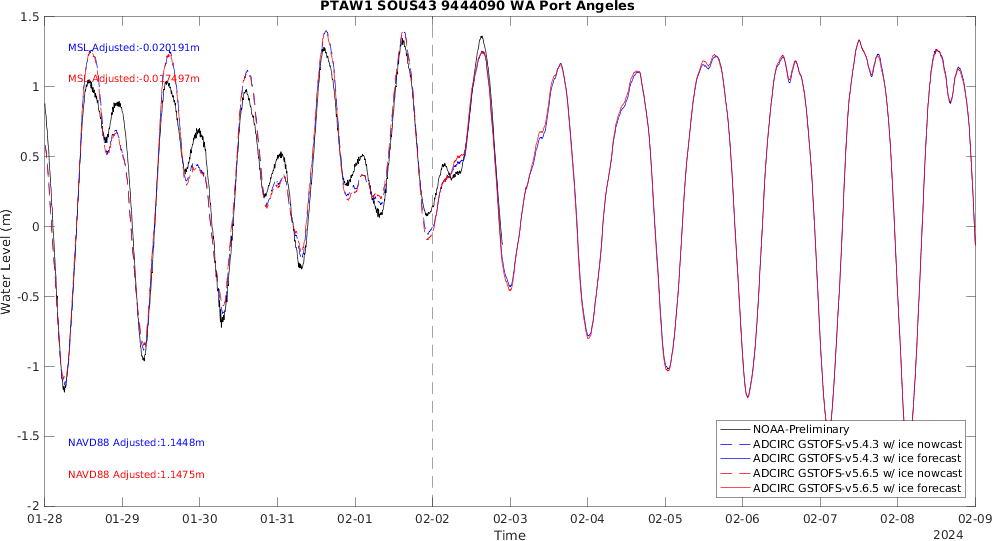 PTAW1 SOUS43 9444090 WA Port Angeles
MSL Adjusted:-0.020191m
MSL Adjusted:-0.017497m
NAVD88 Adjusted:1.1448m
NAVD88 Adjusted:1.1475m
Water Level (m)
1.5
1
0.5
0
-0.5
-1
-1.5
-2
NOAA-Preliminary
ADCIRC GSTOFS-v5.4.3 w/ ice nowcast
ADCIRC GSTOFS-v5.4.3 w/ ice forecast
ADCIRC GSTOFS-v5.6.5 w/ ice nowcast
ADCIRC GSTOFS-v5.6.5 w/ ice forecast
01-28 01-29 01-30 01-31 02-01 02-02 02-03 02-04 02-05 02-06 02-07 02-08 02-09
Time
2024